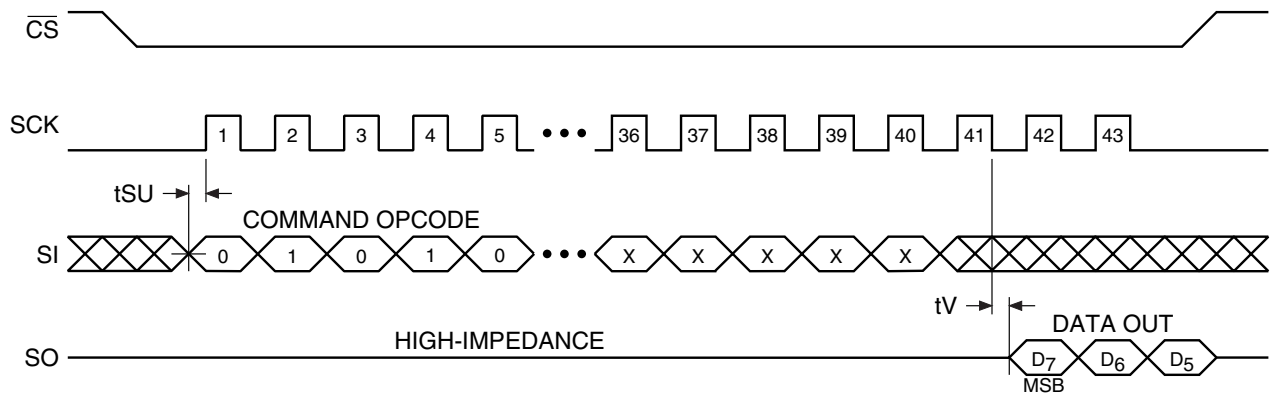 CS
SCK
1 2 3 4 5 ••• 36 37 38 39 40 41 42 43
tSU
COMMAND OPCODE
SI
0 1 0 1 0 ••• X X X X X
tV
HIGH-IMPEDANCE
DATA OUT
SO
D7 D6 D5
MSB